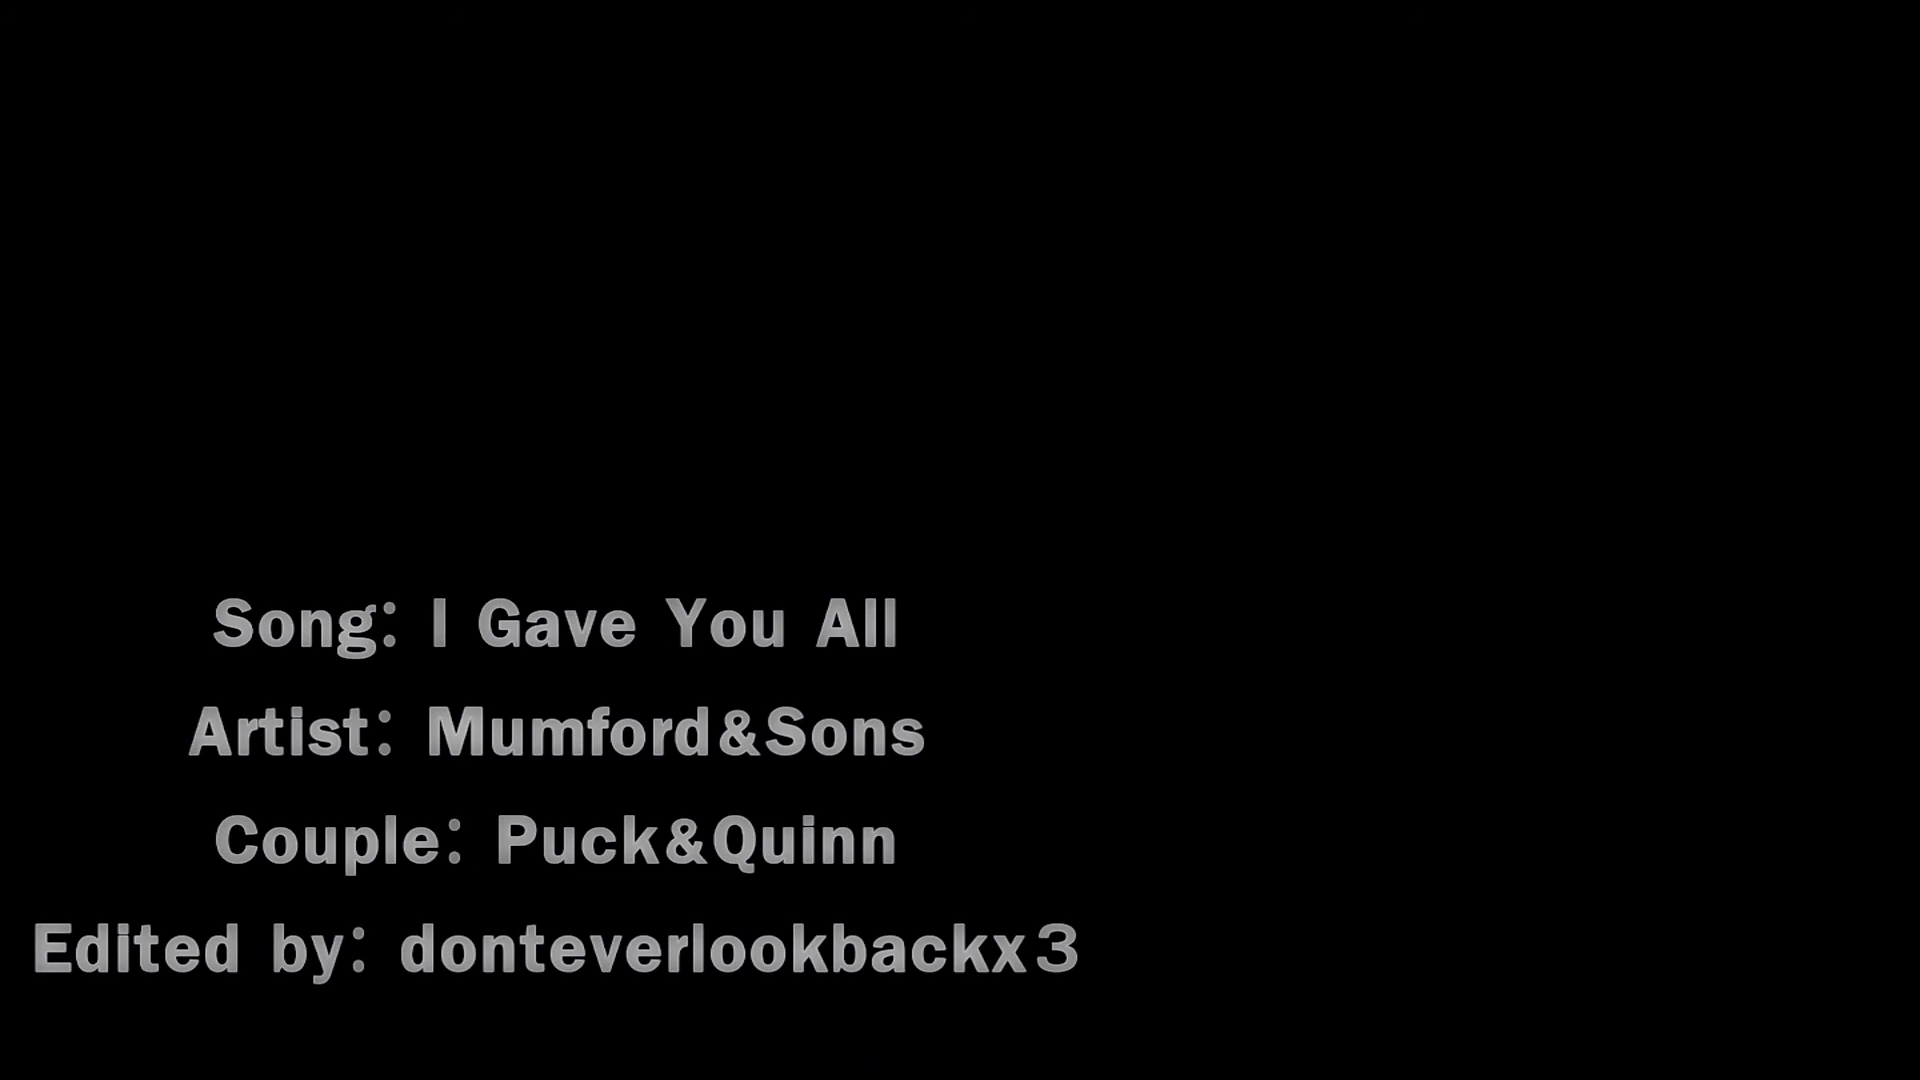 Song: I Gave You All
Artist: Mumford&Sons
Couple: Puck&Quinn
Edited by: donteverlookbackx3